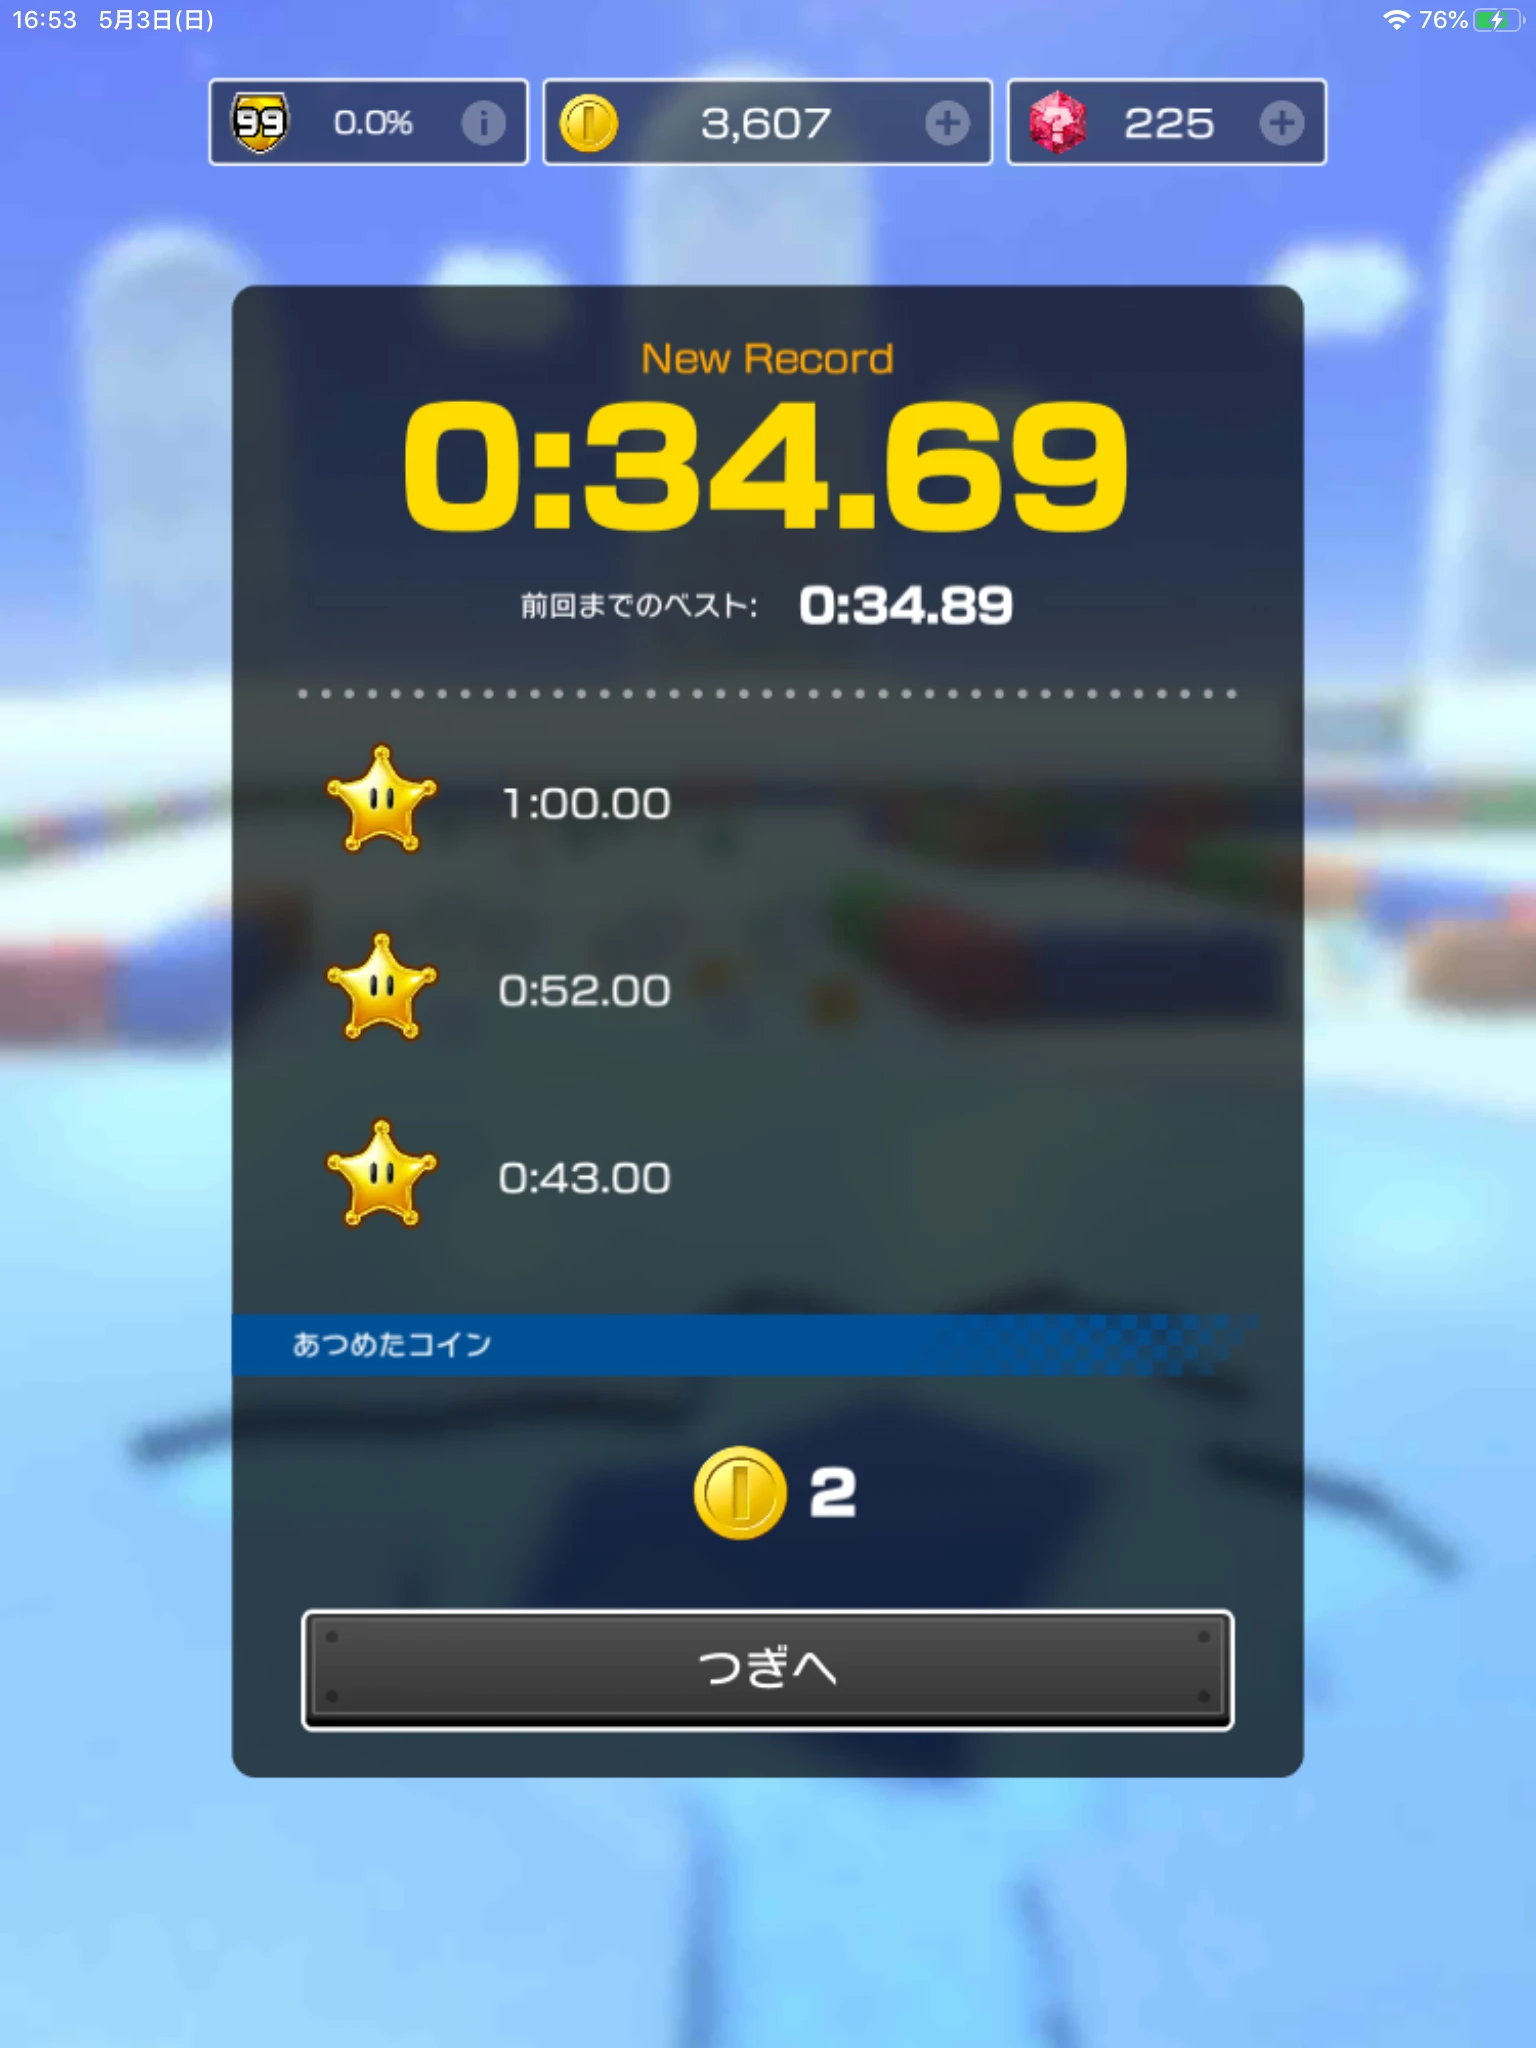 16:53 5月3日(日) 76%
99 0.0% i 3,607 + ? 225 +
New Record
0:34.69
前回までのベスト: 0:34.89
1:00.00
0:52.00
0:43.00
あつめたコイン
2
つぎへ